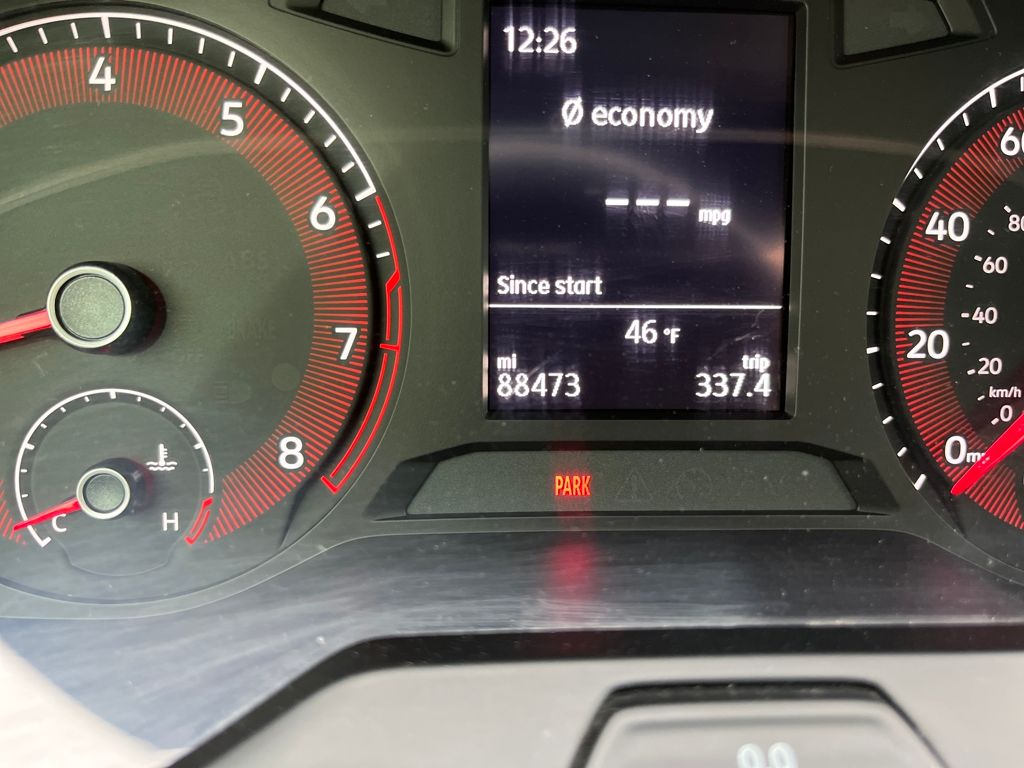 4
5
6
7
8
C
H
12:26
Ø economy
--- mpg
Since start
46 °F
mi
trip
88473
337.4
PARK
60
40
20
0
80
60
40
20
km/h
0